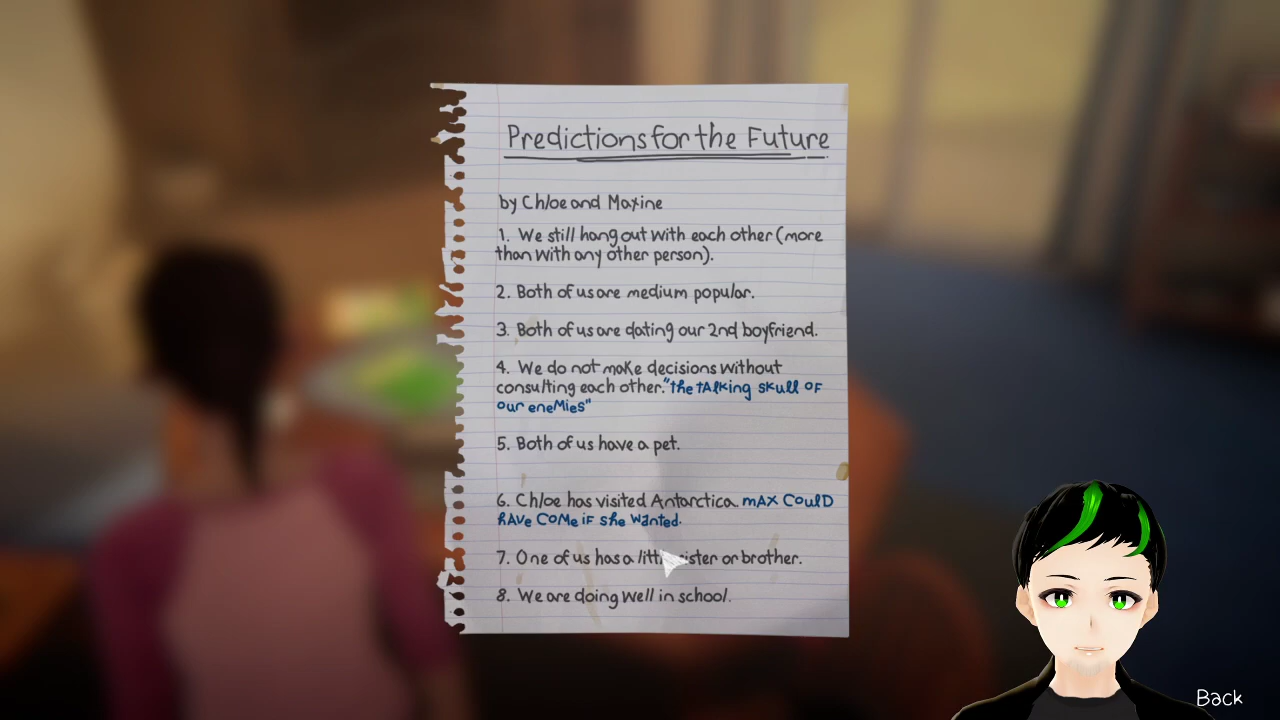 Predictions for the Future
by Chloe and Maxine
1. We still hang out with each other (more
than with any other person).
2. Both of us are medium popular.
3. Both of us are dating our 2nd boyfriend.
4. We do not make decisions without
consulting each other. "the tAlking skull oF
our eneMies"
5. Both of us have a pet.
6. Chloe has visited Antarctica. mAX CoulD
hAve CoMe iF she wanted.
7. One of us has a little sister or brother.
8. We are doing well in school.
Back